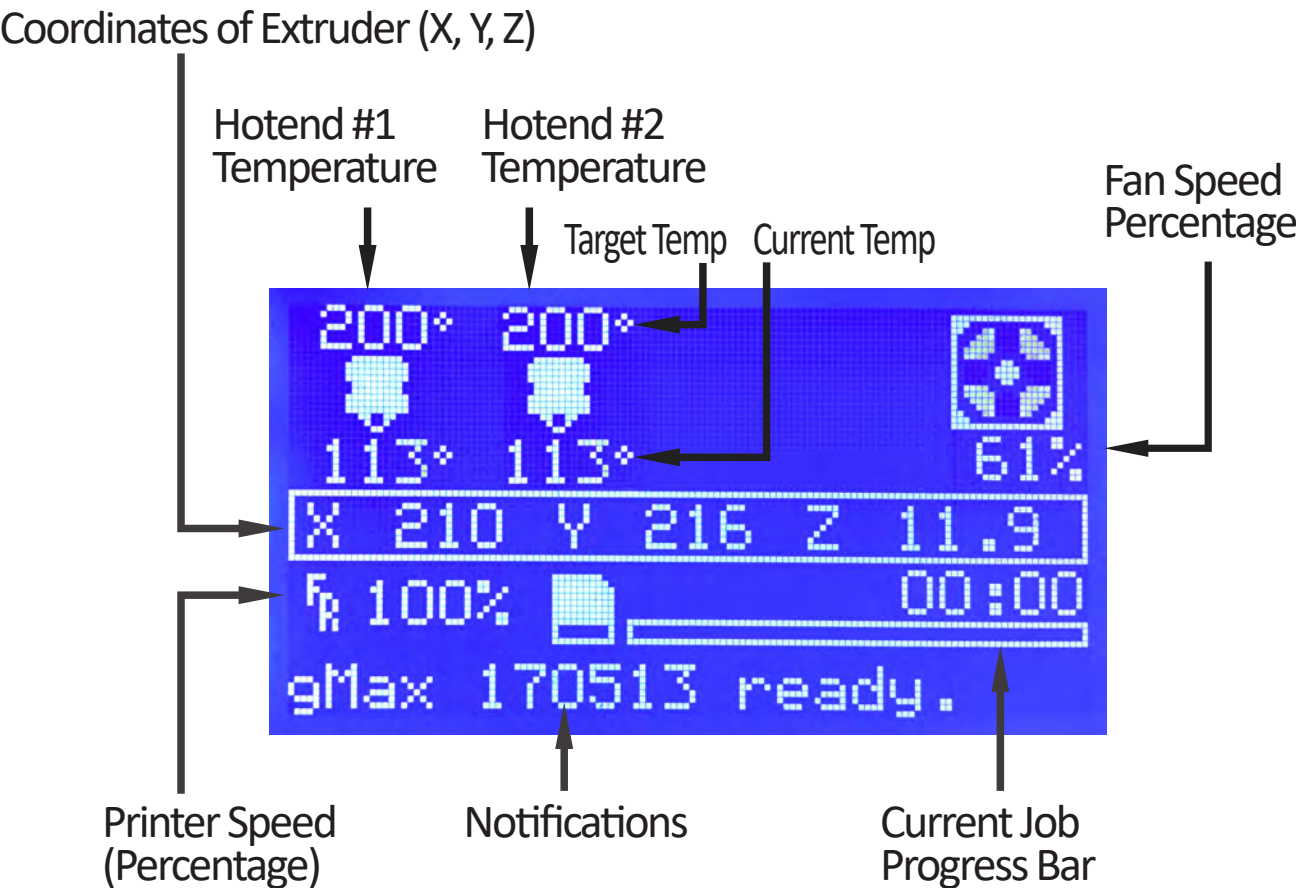 Coordinates of Extruder (X, Y, Z)
Hotend #1
Temperature
Hotend #2
Temperature
Target Temp
Current Temp
Fan Speed
Percentage
200° 200°
113° 113° 61%
X 210 Y 216 Z 11.9
FR 100% 00:00
gMax 170513 ready.
Printer Speed
(Percentage)
Notifications
Current Job
Progress Bar